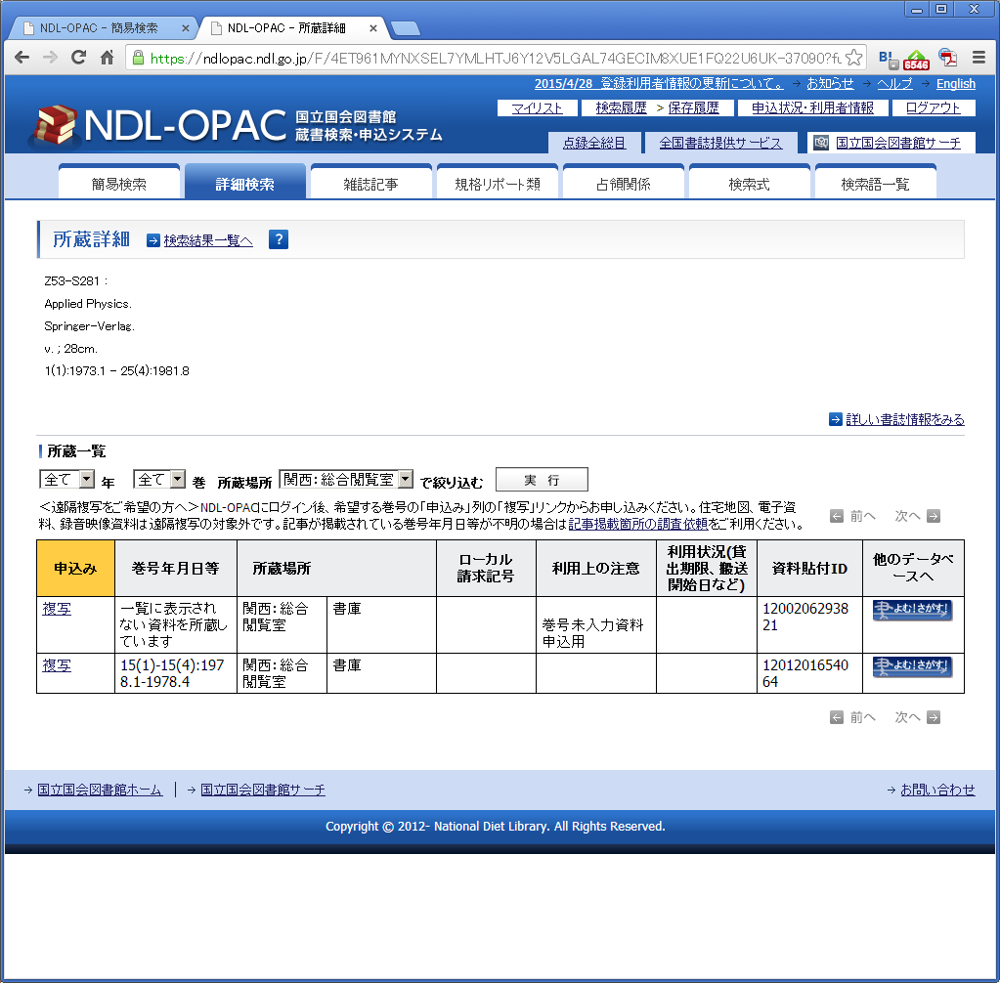 NDL-OPAC - 簡易検索
NDL-OPAC - 所蔵詳細
https://ndlopac.ndl.go.jp/F/4ET961MYNXSEL7YMLHTJ6Y12V5LGAL74GECIM8XUE1FQ22U6UK-37090?fu
B!
6546
2015/4/28 登録利用者情報の更新について。 → お知らせ → ヘルプ → English
マイリスト 検索履歴 > 保存履歴 申込状況・利用者情報 ログアウト
NDL-OPAC 国立国会図書館
蔵書検索・申込システム
点録全総目 全国書誌提供サービス 国立国会図書館サーチ
簡易検索 詳細検索 雑誌記事 規格リポート類 占領関係 検索式 検索語一覧
所蔵詳細 検索結果一覧へ ?
Z53-S281 :
Applied Physics.
Springer-Verlag.
v. ; 28cm.
1(1):1973.1 - 25(4):1981.8
詳しい書誌情報をみる
所蔵一覧
全て 年 全て 巻 所蔵場所 関西:総合閲覧室 で絞り込む 実 行
<遠隔複写をご希望の方へ>NDL-OPACにログイン後、希望する巻号の「申込み」列の「複写」リンクからお申し込みください。住宅地図、電子資
料、録音映像資料は遠隔複写の対象外です。記事が掲載されている巻号年月日等が不明の場合は記事掲載箇所の調査依頼をご利用ください。
前へ 次へ
申込み 巻号年月日等 所蔵場所 ローカル
請求記号 利用上の注意 利用状況(貸
出期限、搬送
開始日など) 資料貼付ID 他のデータベ
ースへ
複写 一覧に表示され
ない資料を所蔵し
ています 関西:総合
閲覧室 書庫 巻号未入力資料
申込用 12002062938
21 書 よむ!さがす!
複写 15(1)-15(4):197
8.1-1978.4 関西:総合
閲覧室 書庫 12012016540
64 書 よむ!さがす!
前へ 次へ
→ 国立国会図書館ホーム | → 国立国会図書館サーチ → お問い合わせ
Copyright © 2012- National Diet Library. All Rights Reserved.